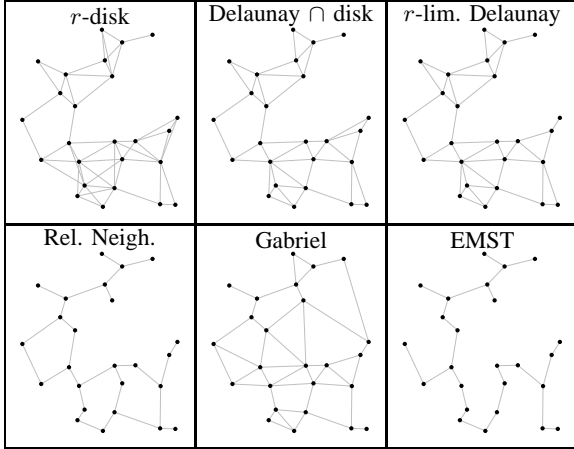 r-disk
Delaunay ∩ disk
r-lim. Delaunay
Rel. Neigh.
Gabriel
EMST